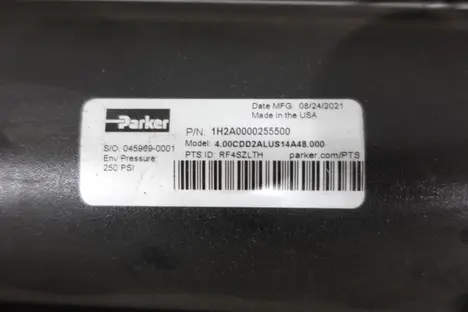 Date MFG: 08/24/2021
Made in the USA
Parker
P/N: 1H2A0000255500
Model: 4.00CDD2ALUS14A48.000
S/O: 045969-0001
PTS ID: RF4SZLTH parker.com/PTS
Env Pressure:
250 PSI